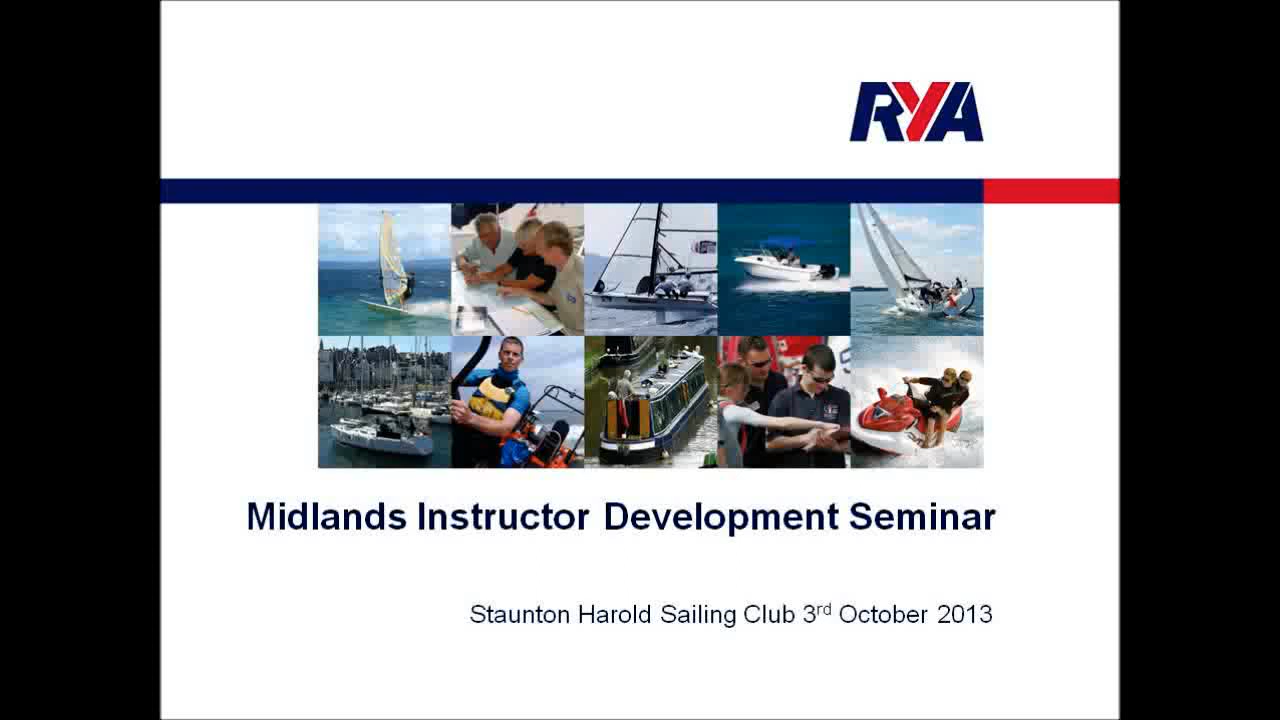 RYA
Midlands Instructor Development Seminar
Staunton Harold Sailing Club 3rd October 2013